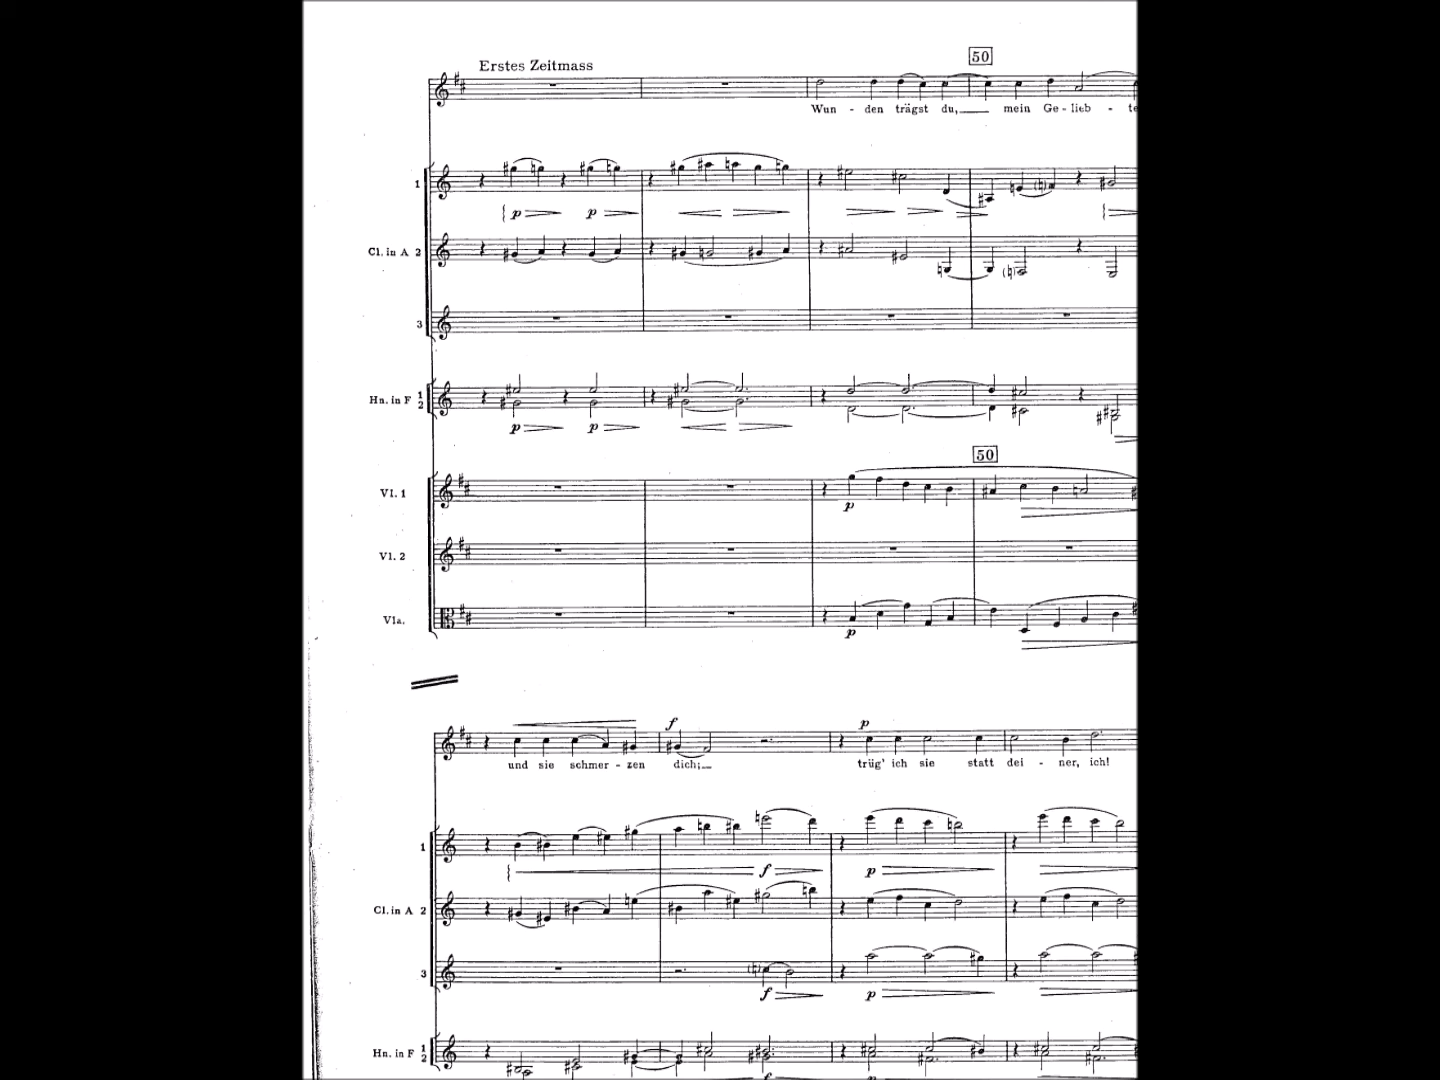 Erstes Zeitmass
50
Wun - den trägst du, mein Ge - lieb - te
1
p p
Cl. in A 2
3
Hn. in F 1 2
p p
50
Vl. 1
p
Vl. 2
Vla.
p
f p
und sie schmer - zen dich; trüg' ich sie statt dei - ner, ich!
1
f p
Cl. in A 2
3
f p
Hn. in F 1 2